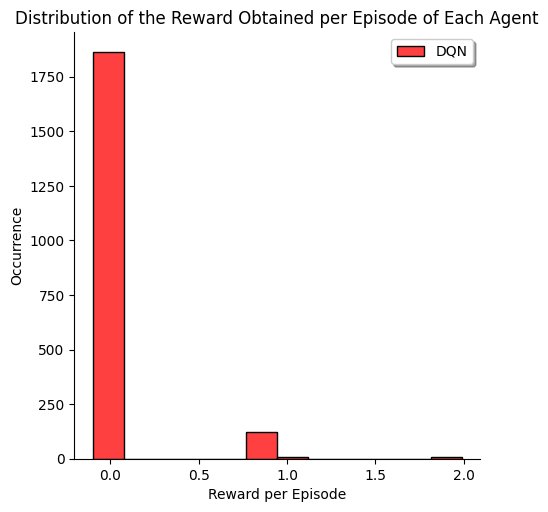 Distribution of the Reward Obtained per Episode of Each Agent
DQN
1750
1500
1250
1000
750
500
250
0
Occurrence
0.0 0.5 1.0 1.5 2.0
Reward per Episode